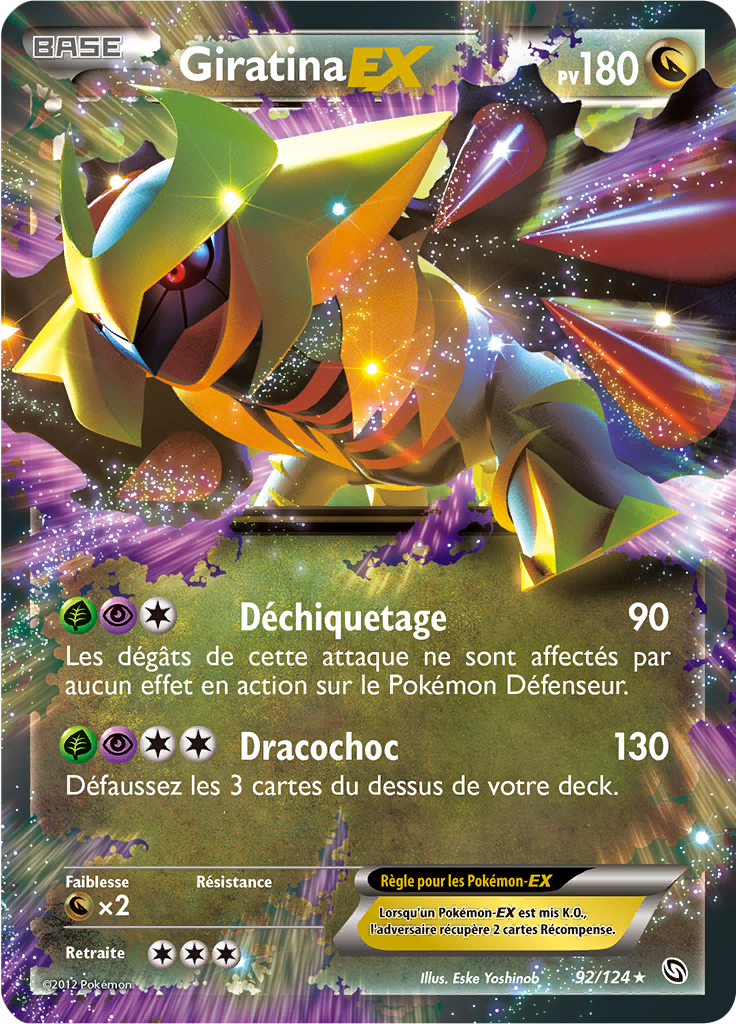 BASE
Giratina EX
PV 180
Déchiquetage 90
Les dégâts de cette attaque ne sont affectés par
aucun effet en action sur le Pokémon Défenseur.
Dracochoc 130
Défaussez les 3 cartes du dessus de votre deck.
Faiblesse Résistance
×2
Règle pour les Pokémon-EX
Lorsqu'un Pokémon-EX est mis K.O.,
l'adversaire récupère 2 cartes Récompense.
Retraite
©2012 Pokémon
Illus. Eske Yoshinob
92/124 ★